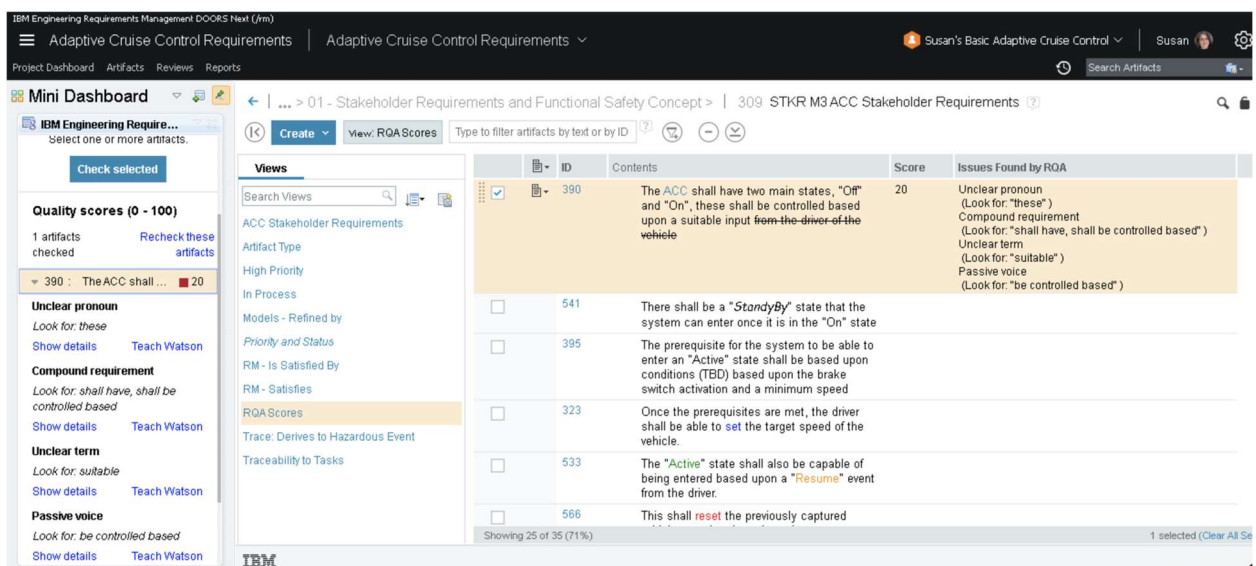 IBM Engineering Requirements Management DOORS Next (/rm)
Adaptive Cruise Control Requirements | Adaptive Cruise Control Requirements
Susan's Basic Adaptive Cruise Control | Susan
Project Dashboard Artifacts Reviews Reports
Search Artifacts
Mini Dashboard
IBM Engineering Require...
Select one or more artifacts.
Check selected
Quality scores (0 - 100)
1 artifacts checked
Recheck these artifacts
390 : The ACC shall ... 20
Unclear pronoun
Look for: these
Show details Teach Watson
Compound requirement
Look for: shall have, shall be
controlled based
Show details Teach Watson
Unclear term
Look for: suitable
Show details Teach Watson
Passive voice
Look for: be controlled based
Show details Teach Watson
... > 01 - Stakeholder Requirements and Functional Safety Concept > | 309 STKR M3 ACC Stakeholder Requirements
Create View: RQA Scores Type to filter artifacts by text or by ID
Views
Search Views
ACC Stakeholder Requirements
Artifact Type
High Priority
In Process
Models - Refined by
Priority and Status
RM - Is Satisfied By
RM - Satisfies
RQA Scores
Trace: Derives to Hazardous Event
Traceability to Tasks
ID Contents Score Issues Found by RQA
390
The ACC shall have two main states, "Off"
and "On", these shall be controlled based
upon a suitable input from the driver of the
vehicle
20
Unclear pronoun
(Look for: "these" )
Compound requirement
(Look for: "shall have, shall be controlled based" )
Unclear term
(Look for: "suitable" )
Passive voice
(Look for: "be controlled based" )
541
There shall be a "StandyBy" state that the
system can enter once it is in the "On" state
395
The prerequisite for the system to be able to
enter an "Active" state shall be based upon
conditions (TBD) based upon the brake
switch activation and a minimum speed
323
Once the prerequisites are met, the driver
shall be able to set the target speed of the
vehicle.
533
The "Active" state shall also be capable of
being entered based upon a "Resume" event
from the driver.
566
This shall reset the previously captured
Showing 25 of 35 (71%)
1 selected (Clear All Se
IBM